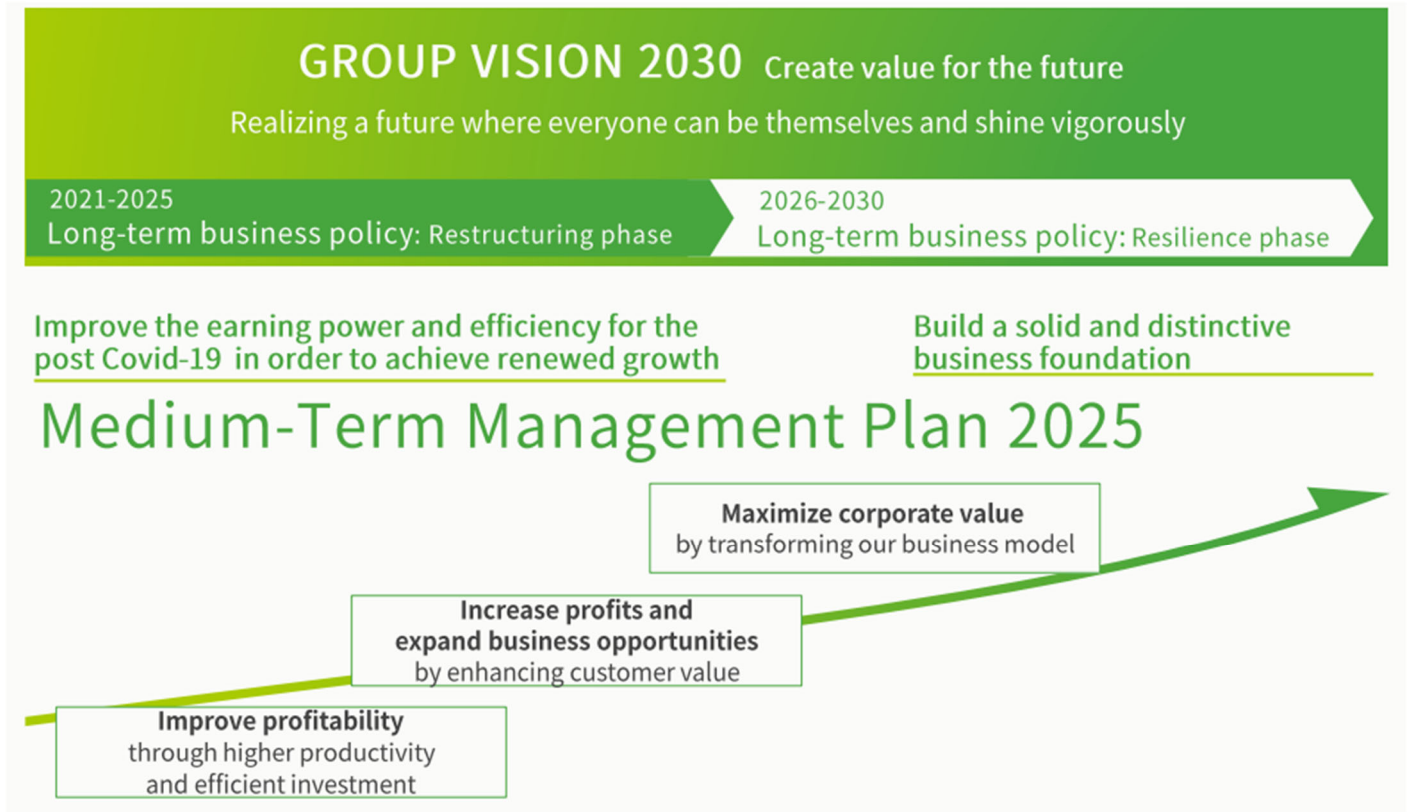 GROUP VISION 2030 Create value for the future
Realizing a future where everyone can be themselves and shine vigorously
2021-2025
Long-term business policy: Restructuring phase
2026-2030
Long-term business policy: Resilience phase
Improve the earning power and efficiency for the
post Covid-19 in order to achieve renewed growth
Build a solid and distinctive
business foundation
Medium-Term Management Plan 2025
Maximize corporate value
by transforming our business model
Increase profits and
expand business opportunities
by enhancing customer value
Improve profitability
through higher productivity
and efficient investment